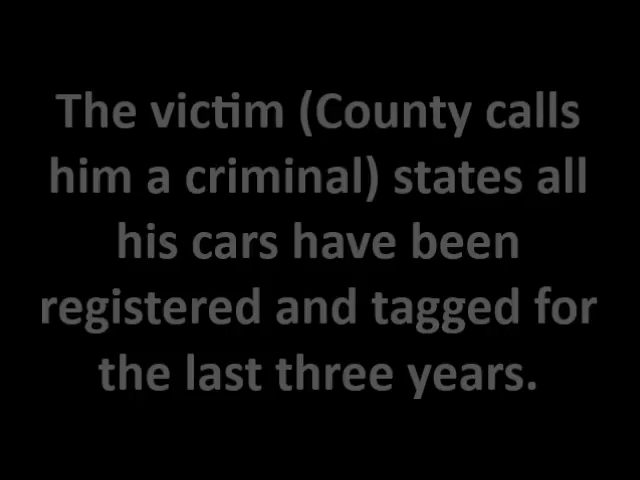 The victim (County calls
him a criminal) states all
his cars have been
registered and tagged for
the last three years.